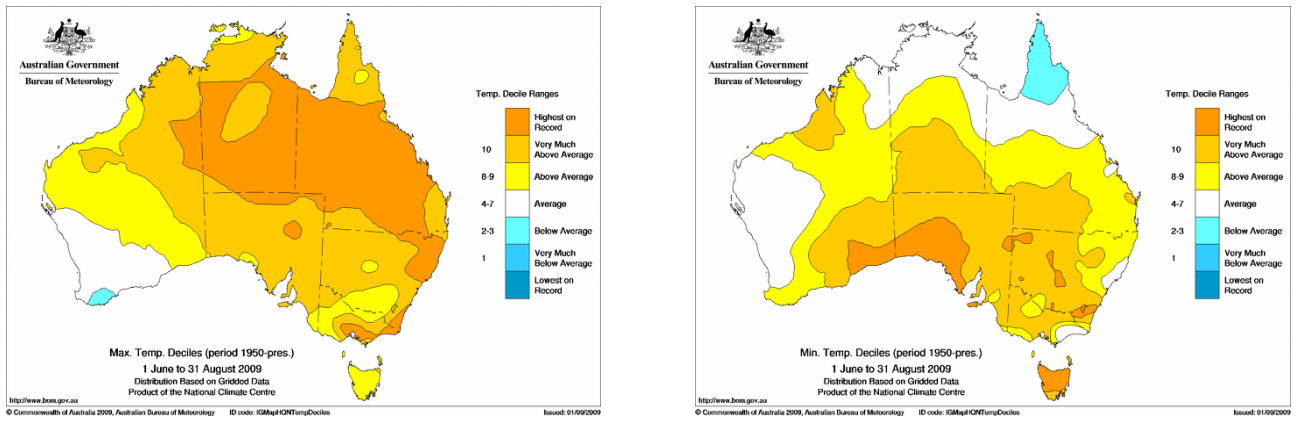 Australian Government
Bureau of Meteorology
Temp. Decile Ranges
Highest on
Record
10
Very Much
Above Average
8-9
Above Average
4-7
Average
2-3
Below Average
1
Very Much
Below Average
Lowest on
Record
Max. Temp. Deciles (period 1950-pres.)
1 June to 31 August 2009
Distribution Based on Gridded Data
Product of the National Climate Centre
http://www.bom.gov.au
© Commonwealth of Australia 2009, Australian Bureau of Meteorology
ID code: IGMapHQNTempDeciles
Issued: 01/09/2009
Australian Government
Bureau of Meteorology
Temp. Decile Ranges
Highest on
Record
10
Very Much
Above Average
8-9
Above Average
4-7
Average
2-3
Below Average
1
Very Much
Below Average
Lowest on
Record
Min. Temp. Deciles (period 1950-pres.)
1 June to 31 August 2009
Distribution Based on Gridded Data
Product of the National Climate Centre
http://www.bom.gov.au
© Commonwealth of Australia 2009, Australian Bureau of Meteorology
ID code: IGMapHQNTempDeciles
Issued: 01/09/2009